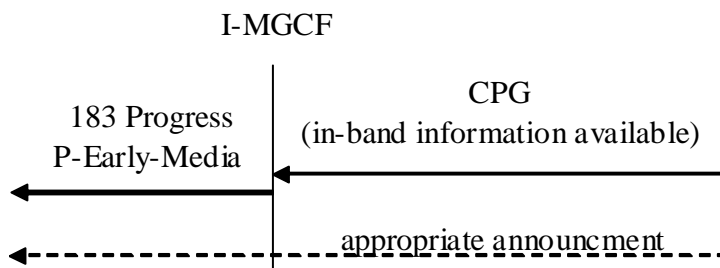 I-MGCF
183 Progress
P-Early-Media
CPG
(in-band information available)
appropriate announcment